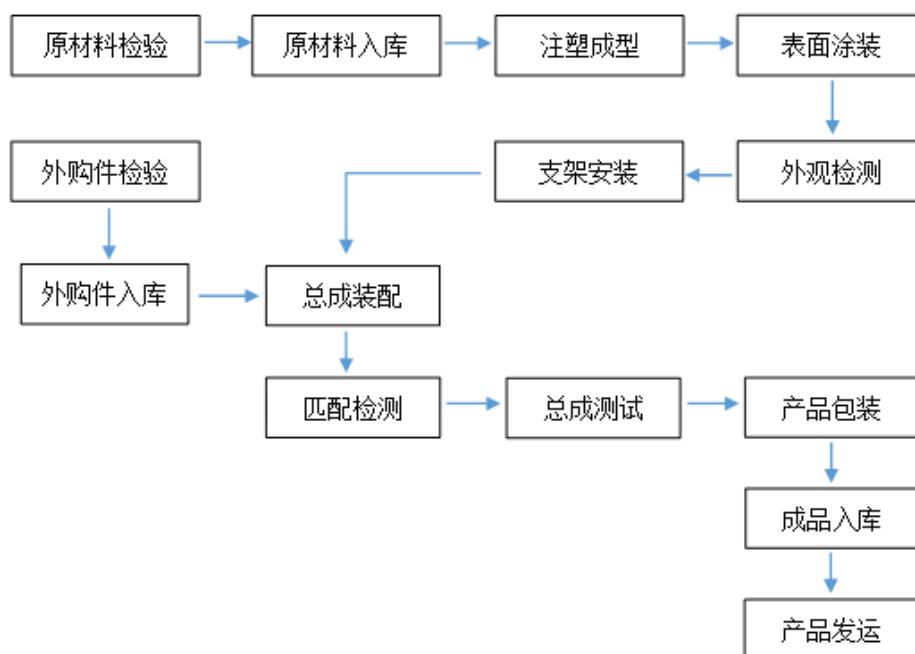 原材料检验
原材料入库
注塑成型
表面涂装
外购件检验
支架安装
外观检测
外购件入库
总成装配
匹配检测
总成测试
产品包装
成品入库
产品发运